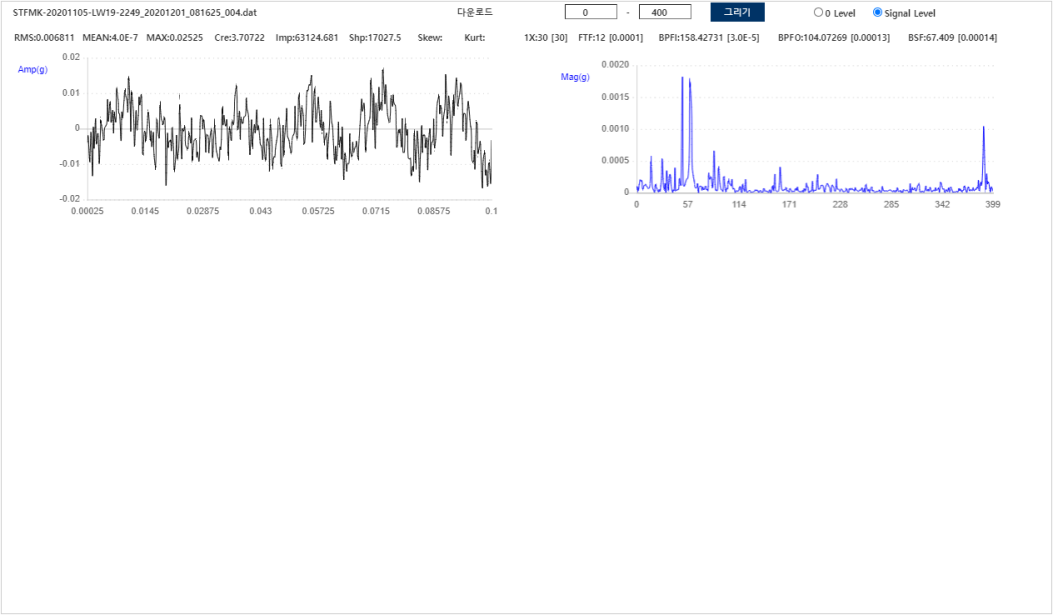 STFMK-20201105-LW19-2249_20201201_081625_004.dat 다운로드 0 - 400 그리기 0 Level Signal Level
RMS:0.006811 MEAN:4.0E-7 MAX:0.02525 Cre:3.70722 Imp:63124.681 Shp:17027.5 Skew: Kurt: 1X:30 [30] FTF:12 [0.0001] BPFI:158.42731 [3.0E-5] BPFO:104.07269 [0.00013] BSF:67.409 [0.00014]
Amp(g)
0.02
0.01
0
-0.01
-0.02
0.00025 0.0145 0.02875 0.043 0.05725 0.0715 0.08575 0.1
Mag(g)
0.0020
0.0015
0.0010
0.0005
0
0 57 114 171 228 285 342 399